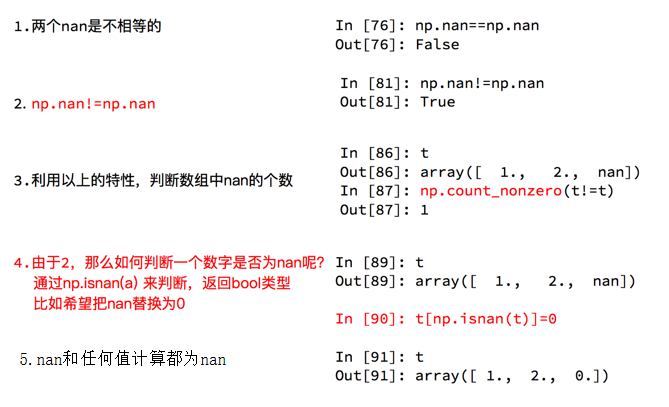 1.两个nan是不相等的
In [76]: np.nan==np.nan
Out[76]: False
2. np.nan!=np.nan
In [81]: np.nan!=np.nan
Out[81]: True
3.利用以上的特性，判断数组中nan的个数
In [86]: t
Out[86]: array([ 1.,  2., nan])
In [87]: np.count_nonzero(t!=t)
Out[87]: 1
4.由于2，那么如何判断一个数字是否为nan呢?
通过np.isnan(a) 来判断，返回bool类型
比如希望把nan替换为0
In [89]: t
Out[89]: array([ 1.,  2., nan])
In [90]: t[np.isnan(t)]=0
5.nan和任何值计算都为nan
In [91]: t
Out[91]: array([ 1., 2., 0.])